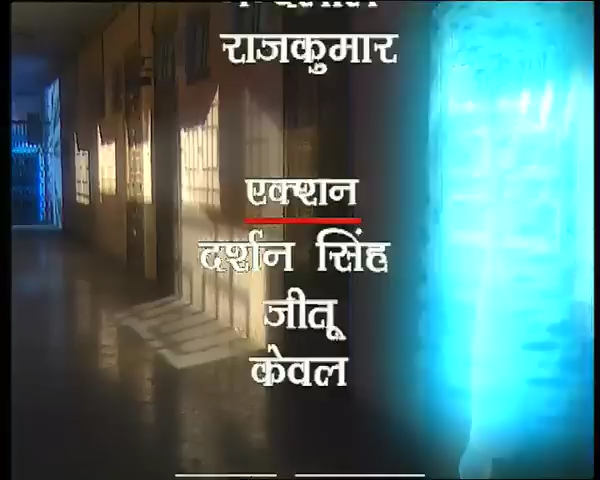 राजकुमार
एक्शन
दर्शन सिंह
जीतू
केवल